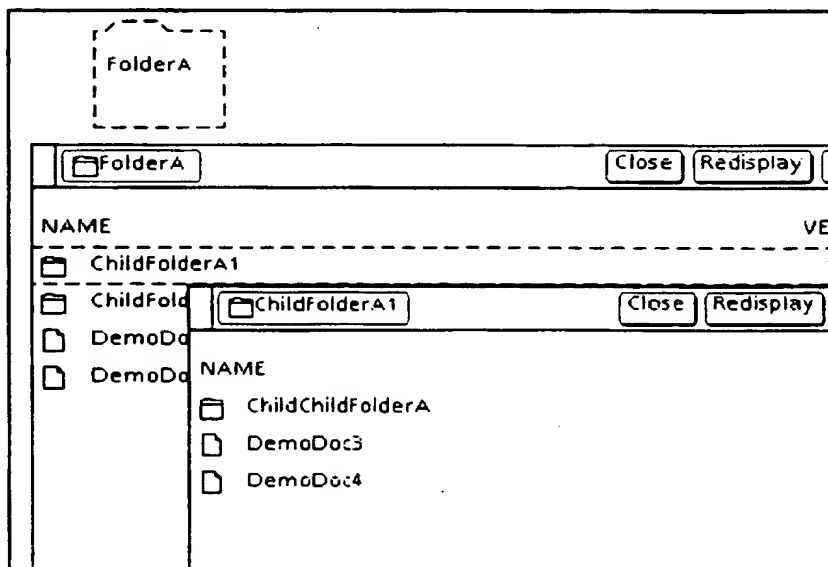 FolderA
FolderA Close Redisplay
NAME VE
ChildFolderA1
ChildFold
DemoDo
DemoDo
ChildFolderA1 Close Redisplay
NAME
ChildChildFolderA
DemoDoc3
DemoDoc4